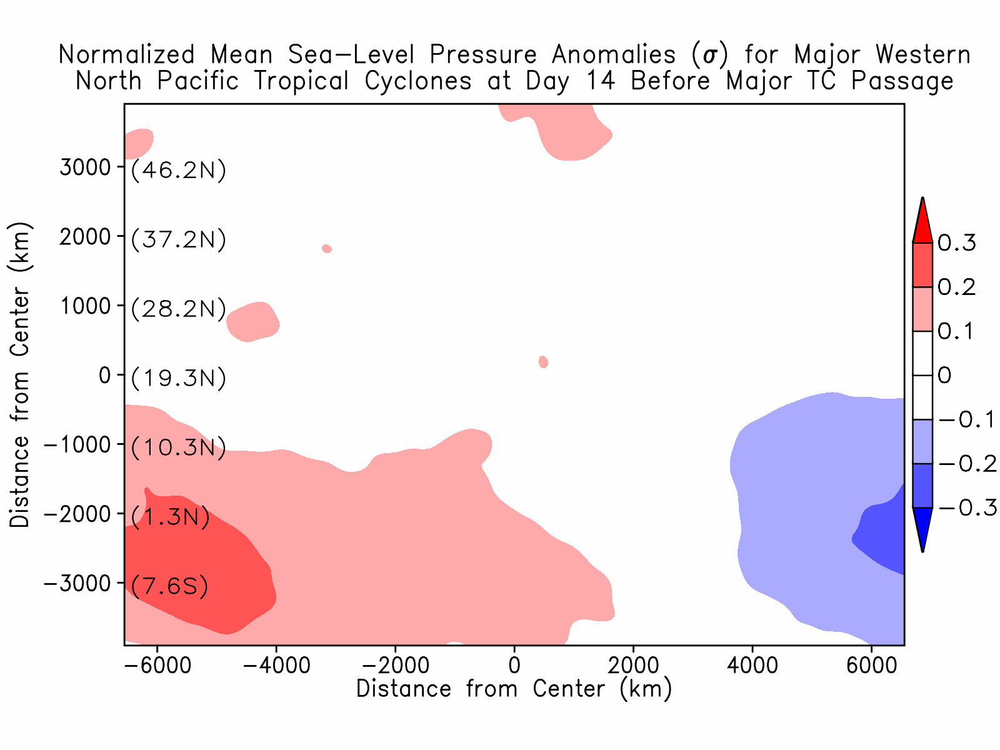 Normalized Mean Sea-Level Pressure Anomalies (σ) for Major Western
North Pacific Tropical Cyclones at Day 14 Before Major TC Passage
Distance from Center (km)
3000
2000
1000
0
-1000
-2000
-3000
(46.2N)
(37.2N)
(28.2N)
(19.3N)
(10.3N)
(1.3N)
(7.6S)
0.3
0.2
0.1
0
-0.1
-0.2
-0.3
-6000 -4000 -2000 0 2000 4000 6000
Distance from Center (km)